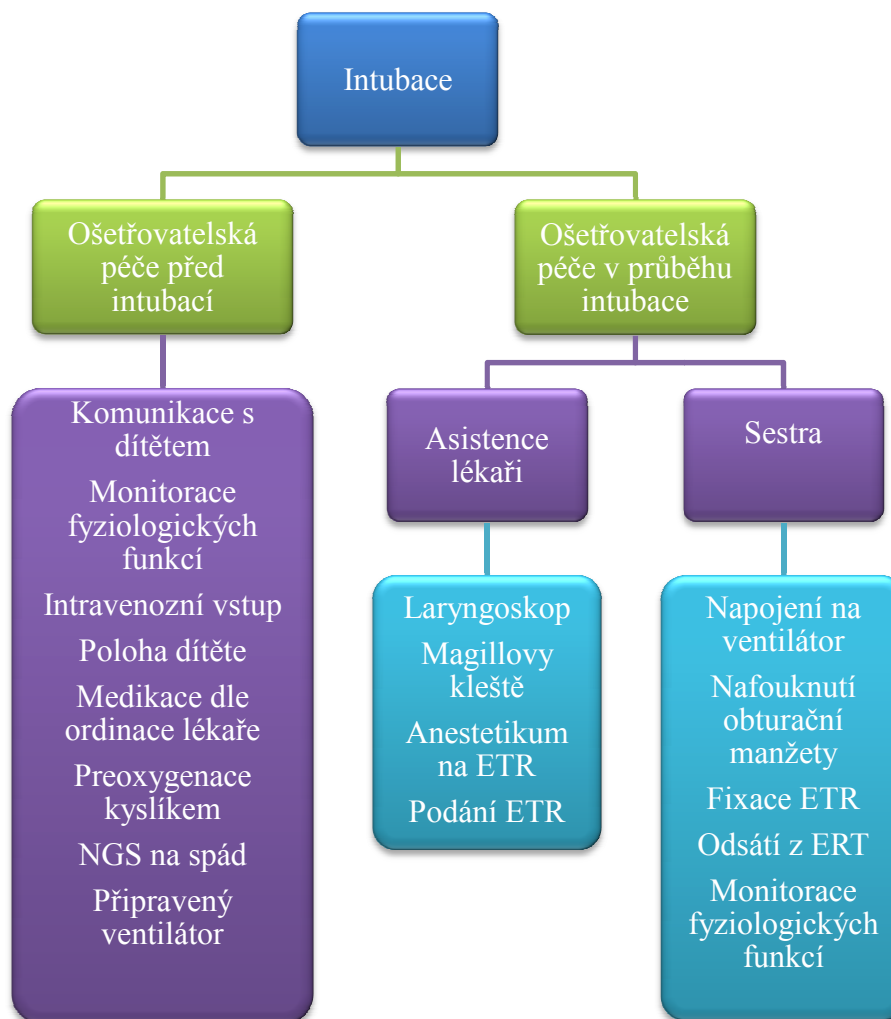 Intubace
Ošetřovatelská
péče před
intubací
Ošetřovatelská
péče v průběhu
intubace
Komunikace s
dítětem
Monitorace
fyziologických
funkcí
Intravenozní vstup
Poloha dítěte
Medikace dle
ordinace lékaře
Preoxygenace
kyslíkem
NGS na spád
Připravený
ventilátor
Asistence
lékaři
Laryngoskop
Magillovy
kleště
Anestetikum
na ETR
Podání ETR
Sestra
Napojení na
ventilátor
Nafouknutí
obturační
manžety
Fixace ETR
Odsátí z ERT
Monitorace
fyziologických
funkcí